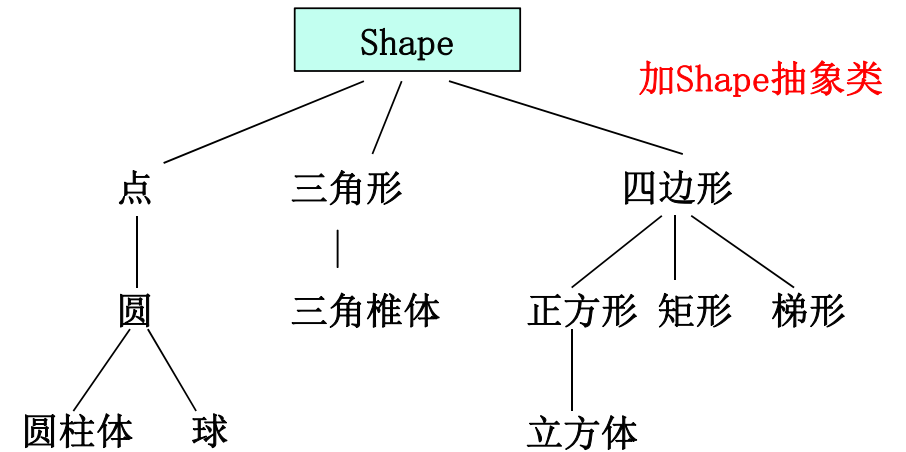 Shape
加Shape抽象类
点 三角形 四边形
圆 三角椎体 正方形 矩形 梯形
圆柱体 球 立方体